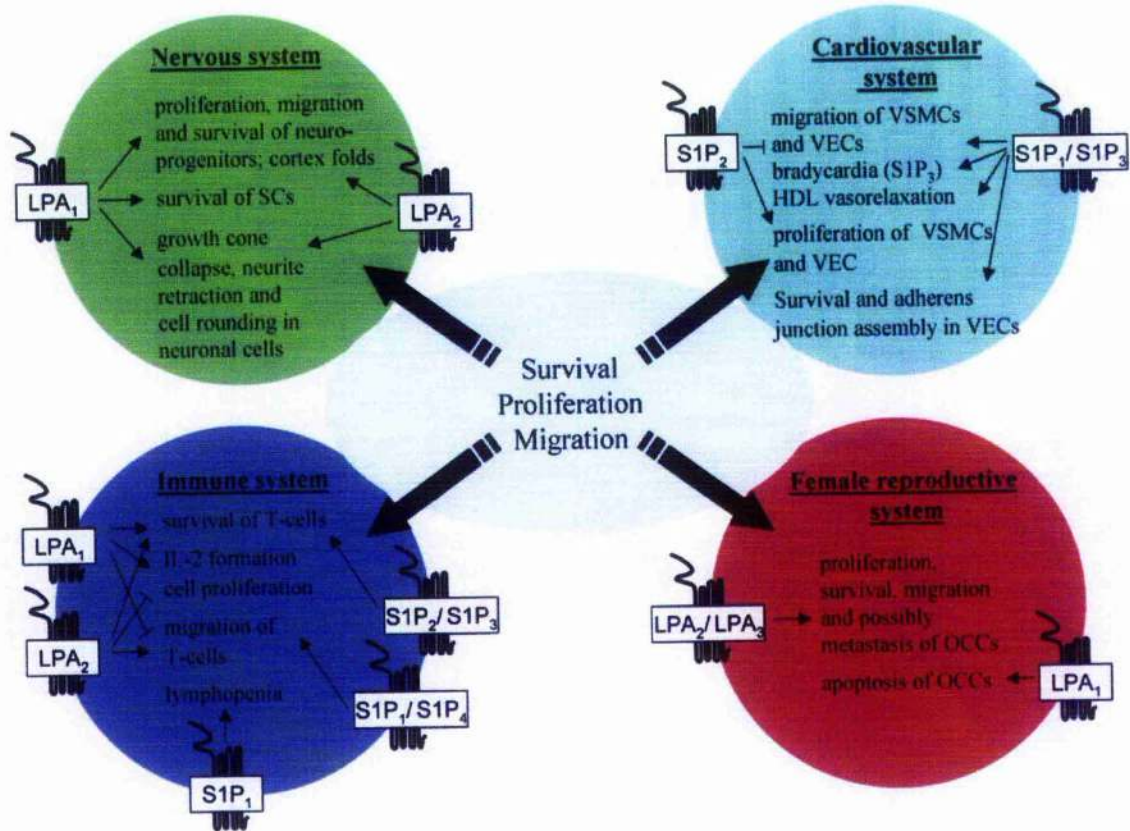 Nervous system
proliferation, migration
and survival of neuro-
progenitors; cortex folds
survival of SCs
growth cone
collapse, neurite
retraction and
cell rounding in
neuronal cells
LPA₁
LPA₂
Cardiovascular
system
migration of VSMCs
and VECs
bradycardia (S1P₃)
HDL vasorelaxation
proliferation of VSMCs
and VEC
Survival and adherens
junction assembly in VECs
S1P₂
S1P₁/S1P₃
Survival
Proliferation
Migration
Immune system
survival of T-cells
IL-2 formation
cell proliferation
migration of
T-cells
lymphopenia
LPA₁
LPA₂
S1P₂/S1P₃
S1P₁/S1P₄
S1P₁
Female reproductive
system
proliferation,
survival, migration
and possibly
metastasis of OCCs
apoptosis of OCCs
LPA₂/LPA₃
LPA₁